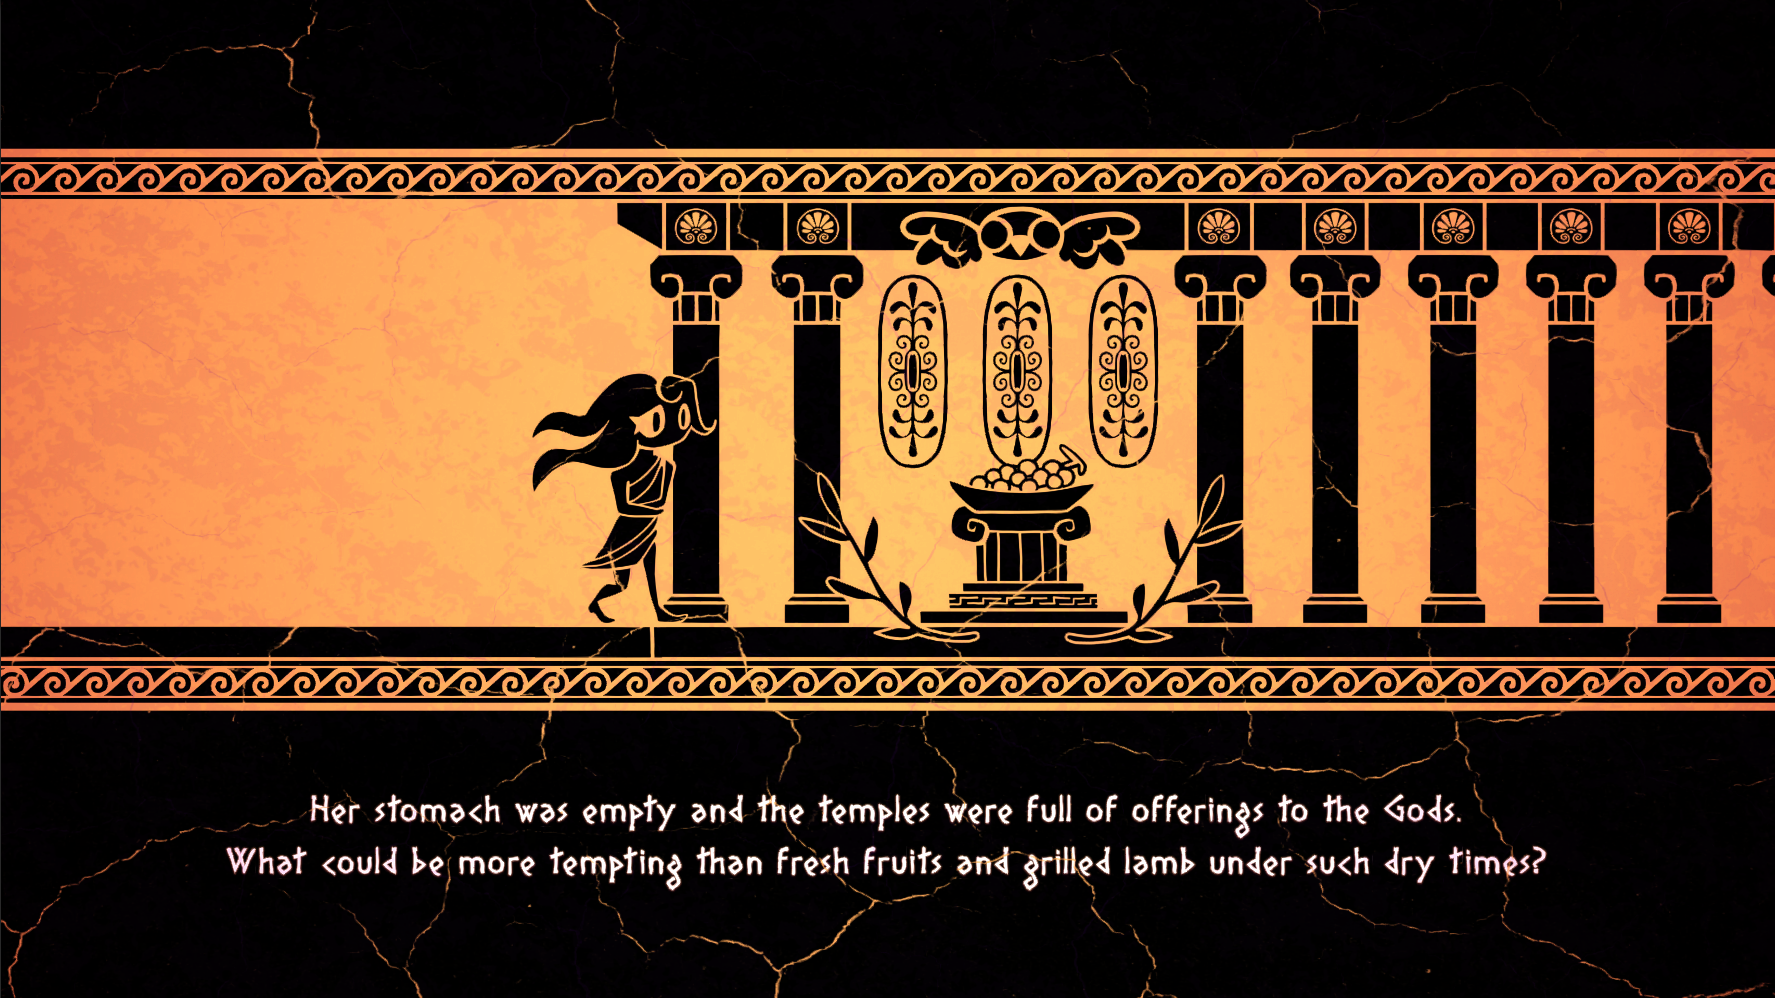 Her stomach was empty and the temples were full of offerings to the Gods.
What could be more tempting than fresh fruits and grilled lamb under such dry times?